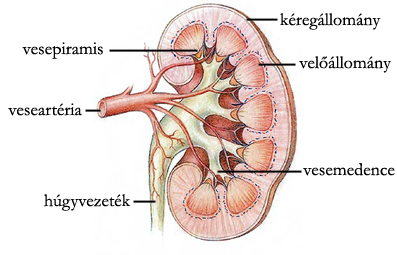 kéregállomány
vesepiramis
velőállomány
veseartéria
vesemedence
húgyvezeték